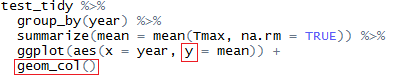 test_tidy %>%
group_by(year) %>%
summarize(mean = mean(Tmax, na.rm = TRUE)) %>%
ggplot(aes(x = year, y = mean)) +
geom_col()